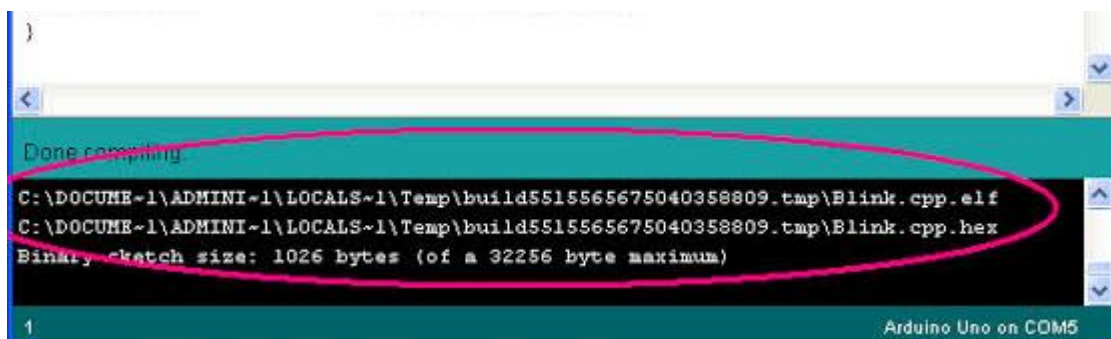 }
Done compiling.
C:\DOCUME~1\ADMINI~1\LOCALS~1\Temp\build5515565675040358809.tmp\Blink.cpp.elf
C:\DOCUME~1\ADMINI~1\LOCALS~1\Temp\build5515565675040358809.tmp\Blink.cpp.hex
Binary sketch size: 1026 bytes (of a 32256 byte maximum)
1
Arduino Uno on COM5